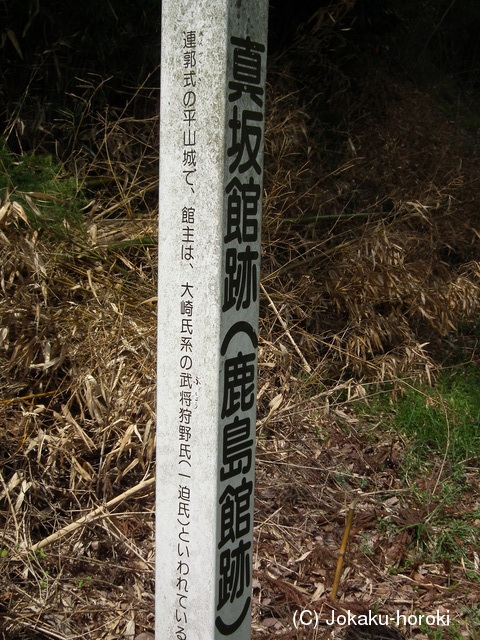 真坂館跡(鹿島館跡)
連郭式の平山城で、館主は、大崎氏系の武将狩野氏(一迫氏)といわれている
(C) Jokaku-horoki